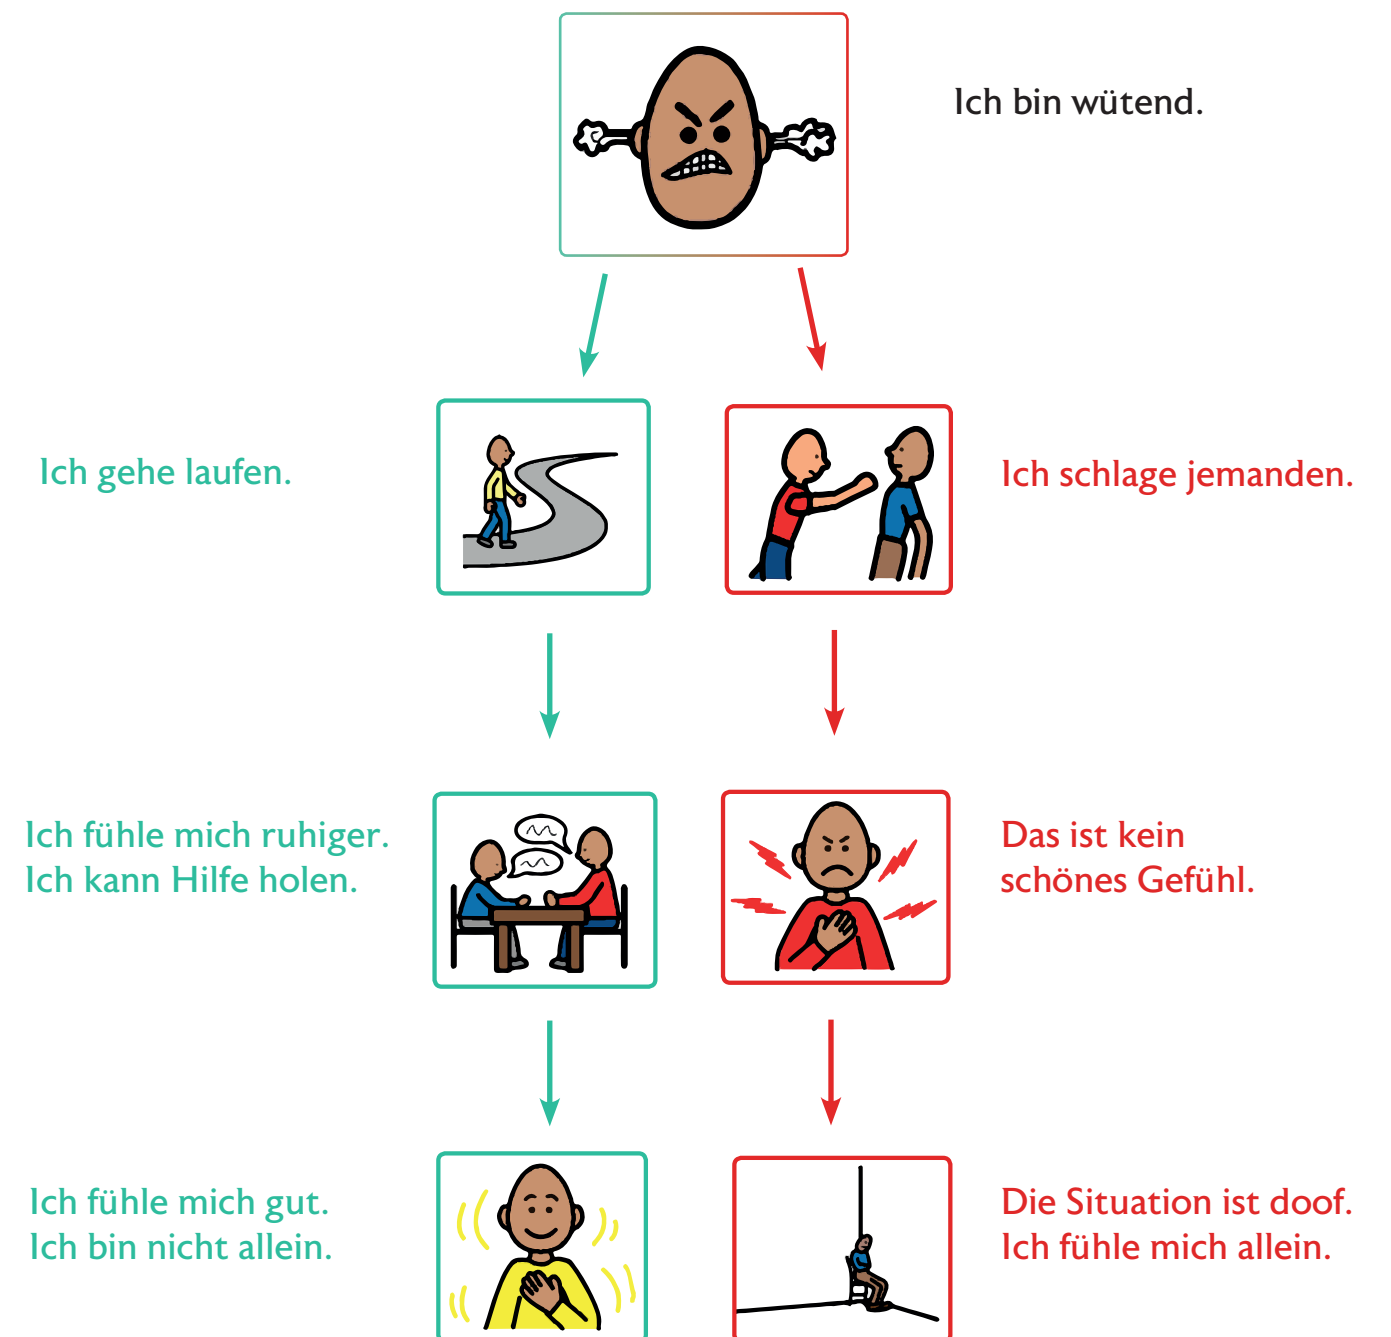 Ich bin wütend.
Ich gehe laufen.
Ich schlage jemanden.
Ich fühle mich ruhiger.
Ich kann Hilfe holen.
Das ist kein
schönes Gefühl.
Ich fühle mich gut.
Ich bin nicht allein.
Die Situation ist doof.
Ich fühle mich allein.